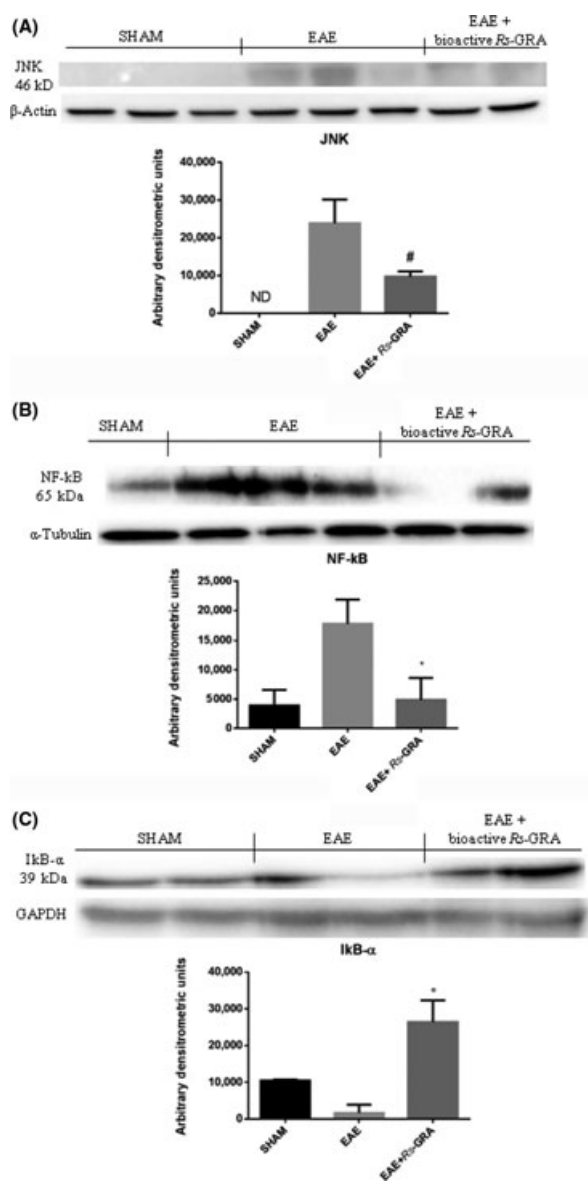 (A)
SHAM EAE EAE +
bioactive Rs-GRA
JNK
46 kD
β-Actin
JNK
Arbitrary densitrometric units
40,000
30,000
20,000
10,000
0
ND
#
SHAM
EAE
EAE+ Rs-GRA
(B)
SHAM EAE EAE +
bioactive Rs-GRA
NF-kB
65 kDa
α-Tubulin
NF-kB
Arbitrary densitrometric units
25,000
20,000
15,000
10,000
5000
0
*
SHAM
EAE
EAE+ Rs-GRA
(C)
SHAM EAE EAE +
bioactive Rs-GRA
IkB-α
39 kDa
GAPDH
IkB-α
Arbitrary densitrometric units
40,000
30,000
20,000
10,000
0
*
SHAM
EAE
EAE+Rs-GRA